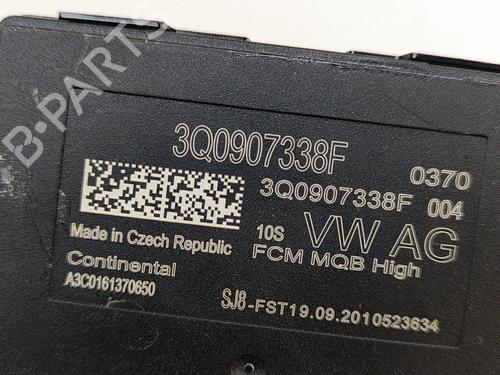 B-PARTS
3Q0907338F
0370
3Q0907338F 004
10S VW AG
Made in Czech Republic
FCM MQB High
Continental
A3C0161370650
SJ8-FST19.09.2010523634